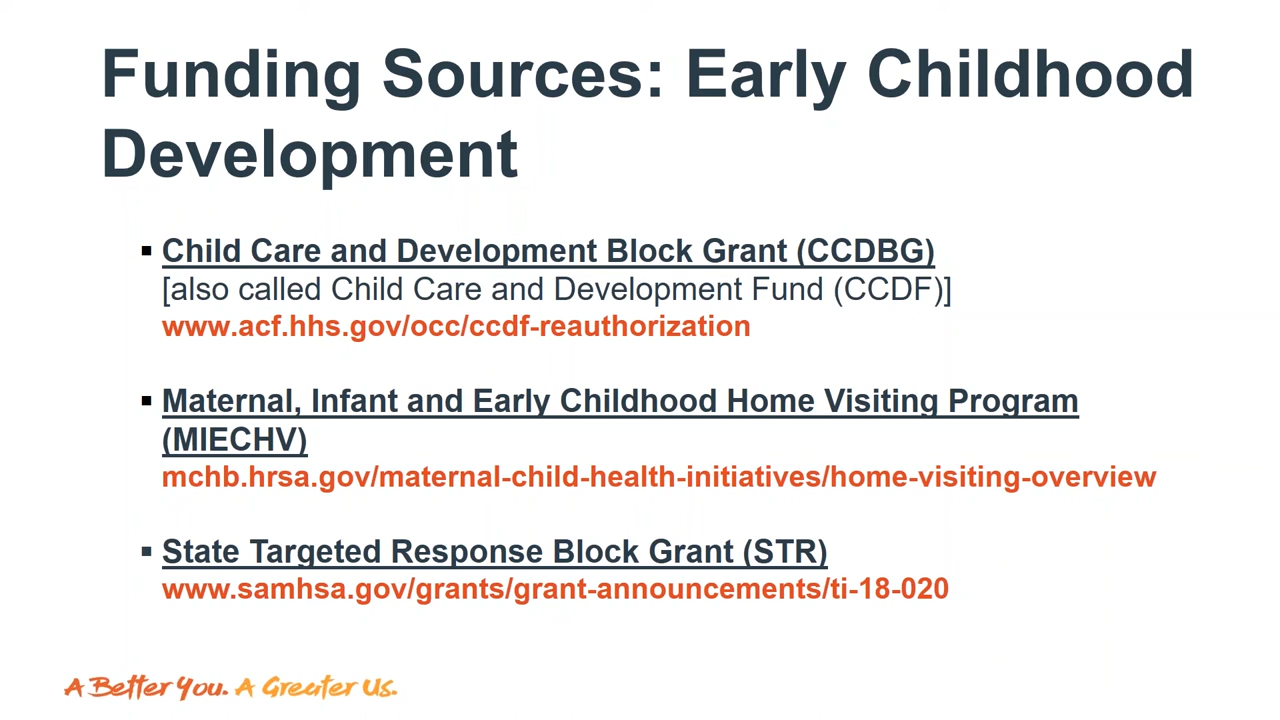 Funding Sources: Early Childhood
Development
▪ Child Care and Development Block Grant (CCDBG)
[also called Child Care and Development Fund (CCDF)]
www.acf.hhs.gov/occ/ccdf-reauthorization
▪ Maternal, Infant and Early Childhood Home Visiting Program
(MIECHV)
mchb.hrsa.gov/maternal-child-health-initiatives/home-visiting-overview
▪ State Targeted Response Block Grant (STR)
www.samhsa.gov/grants/grant-announcements/ti-18-020
A Better You. A Greater Us.